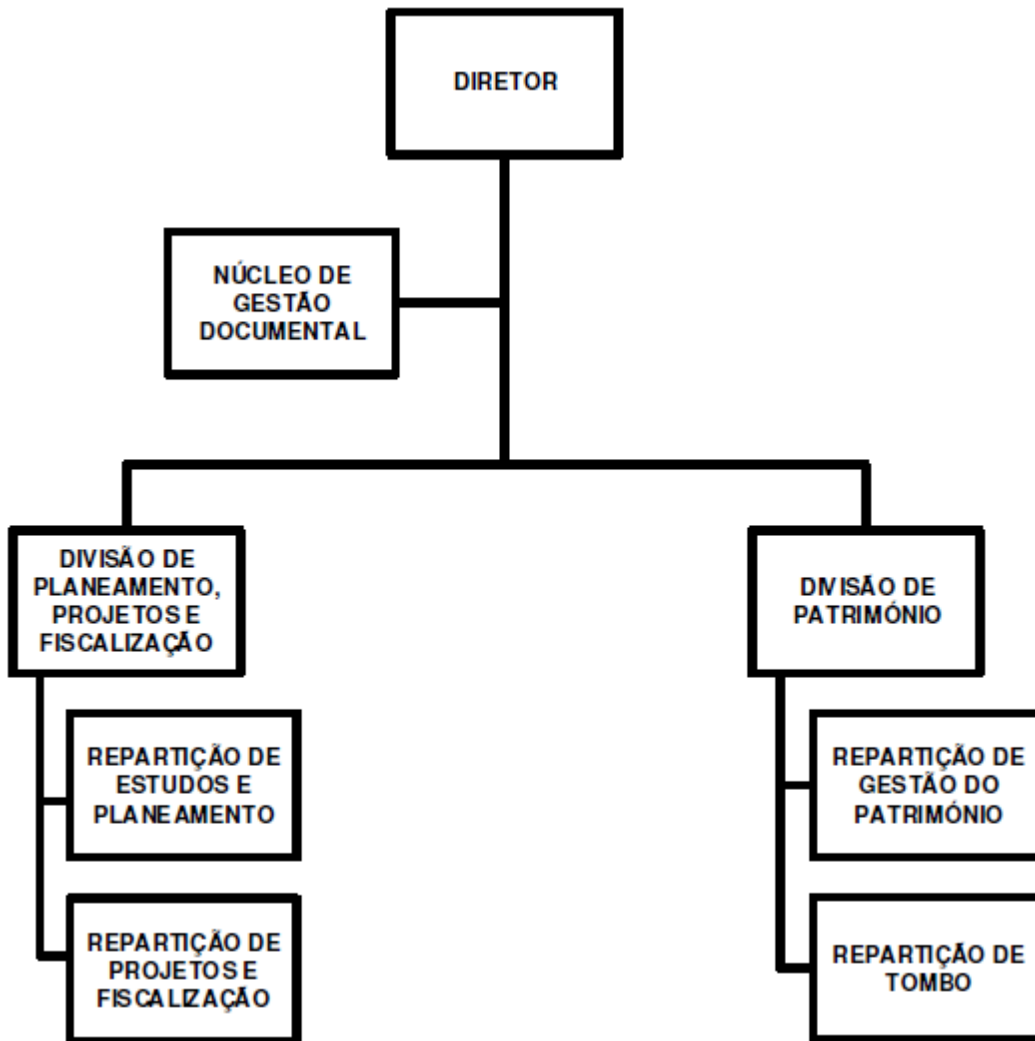 DIRETOR
NÚCLEO DE
GESTÃO
DOCUMENTAL
DIVISÃO DE
PLANEAMENTO,
PROJETOS E
FISCALIZAÇÃO
REPARTIÇÃO DE
ESTUDOS E
PLANEAMENTO
REPARTIÇÃO DE
PROJETOS E
FISCALIZAÇÃO
DIVISÃO DE
PATRIMÓNIO
REPARTIÇÃO DE
GESTÃO DO
PATRIMÓNIO
REPARTIÇÃO DE
TOMBO